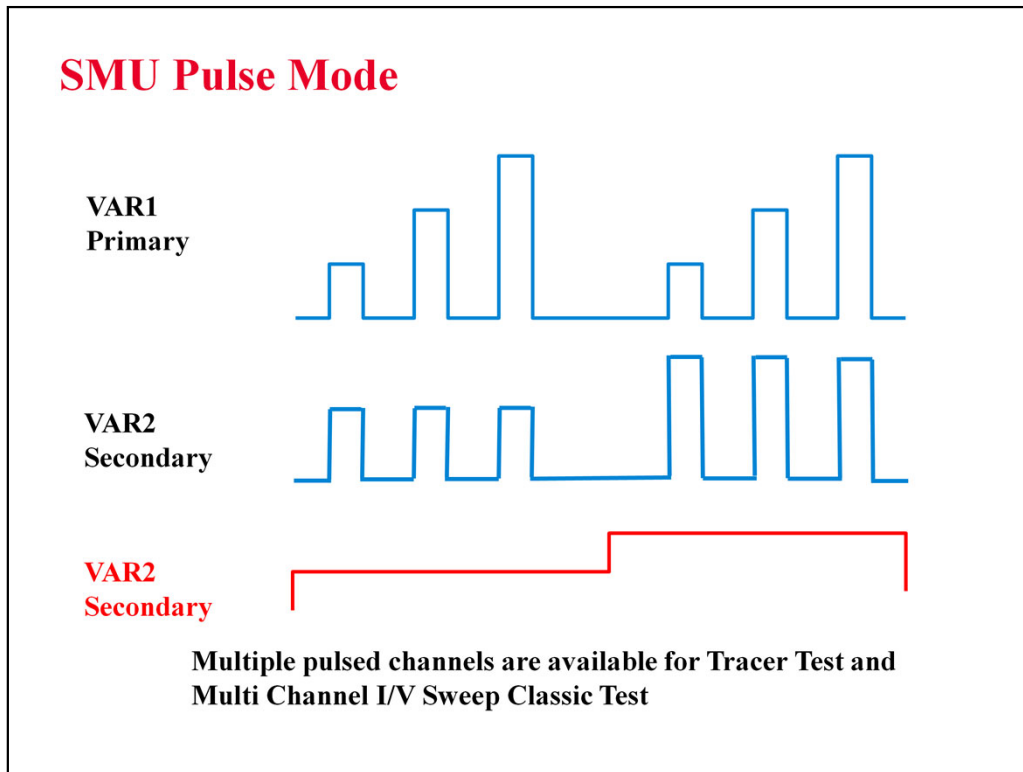 SMU Pulse Mode
VAR1
Primary
VAR2
Secondary
VAR2
Secondary
Multiple pulsed channels are available for Tracer Test and
Multi Channel I/V Sweep Classic Test